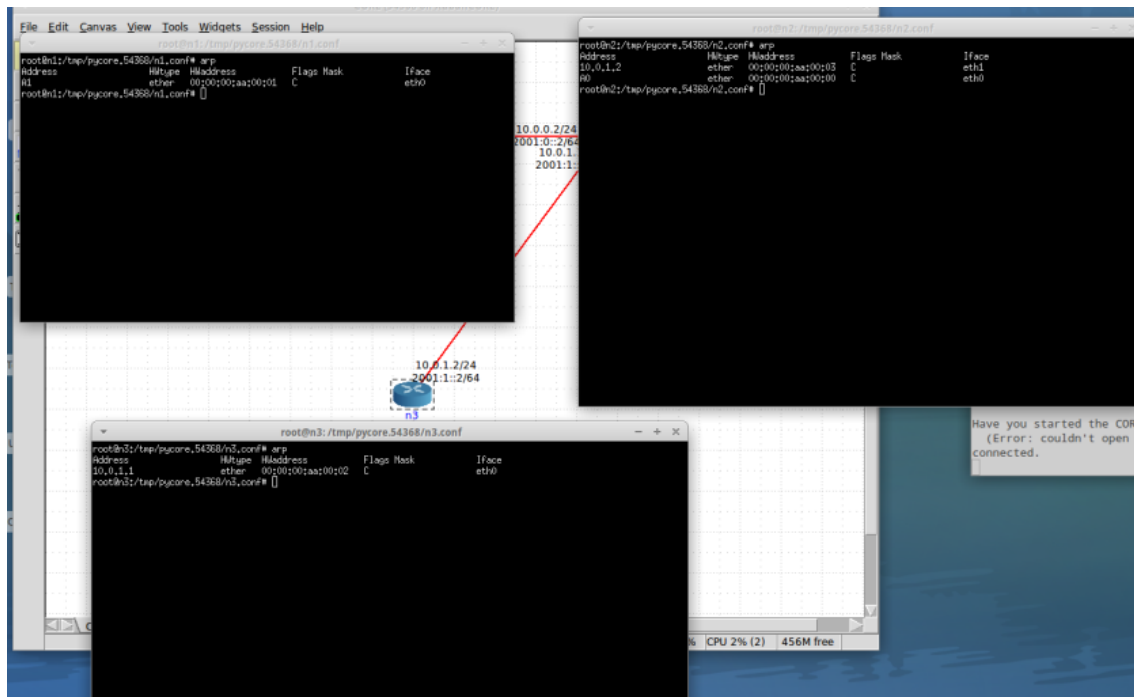 File Edit Canvas View Tools Widgets Session Help
root@n1: /tmp/pycore.54368/n1.conf
root@n1:/tmp/pycore.54368/n1.conf# arp
Address HWtype HWaddress Flags Mask Iface
A1 ether 00:00:00:aa:00:01 C eth0
root@n1:/tmp/pycore.54368/n1.conf#
root@n2: /tmp/pycore.54368/n2.conf
root@n2:/tmp/pycore.54368/n2.conf# arp
Address HWtype HWaddress Flags Mask Iface
10.0.1.2 ether 00:00:00:aa:00:03 C eth1
A0 ether 00:00:00:aa:00:00 C eth0
root@n2:/tmp/pycore.54368/n2.conf#
10.0.0.2/24
2001:0::2/64
10.0.1.
2001:1::
10.0.1.2/24
2001:1::2/64
n3
root@n3: /tmp/pycore.54368/n3.conf
root@n3:/tmp/pycore.54368/n3.conf# arp
Address HWtype HWaddress Flags Mask Iface
10.0.1.1 ether 00:00:00:aa:00:02 C eth0
root@n3:/tmp/pycore.54368/n3.conf#
Have you started the COR
(Error: couldn't open
connected.
% CPU 2% (2) 456M free